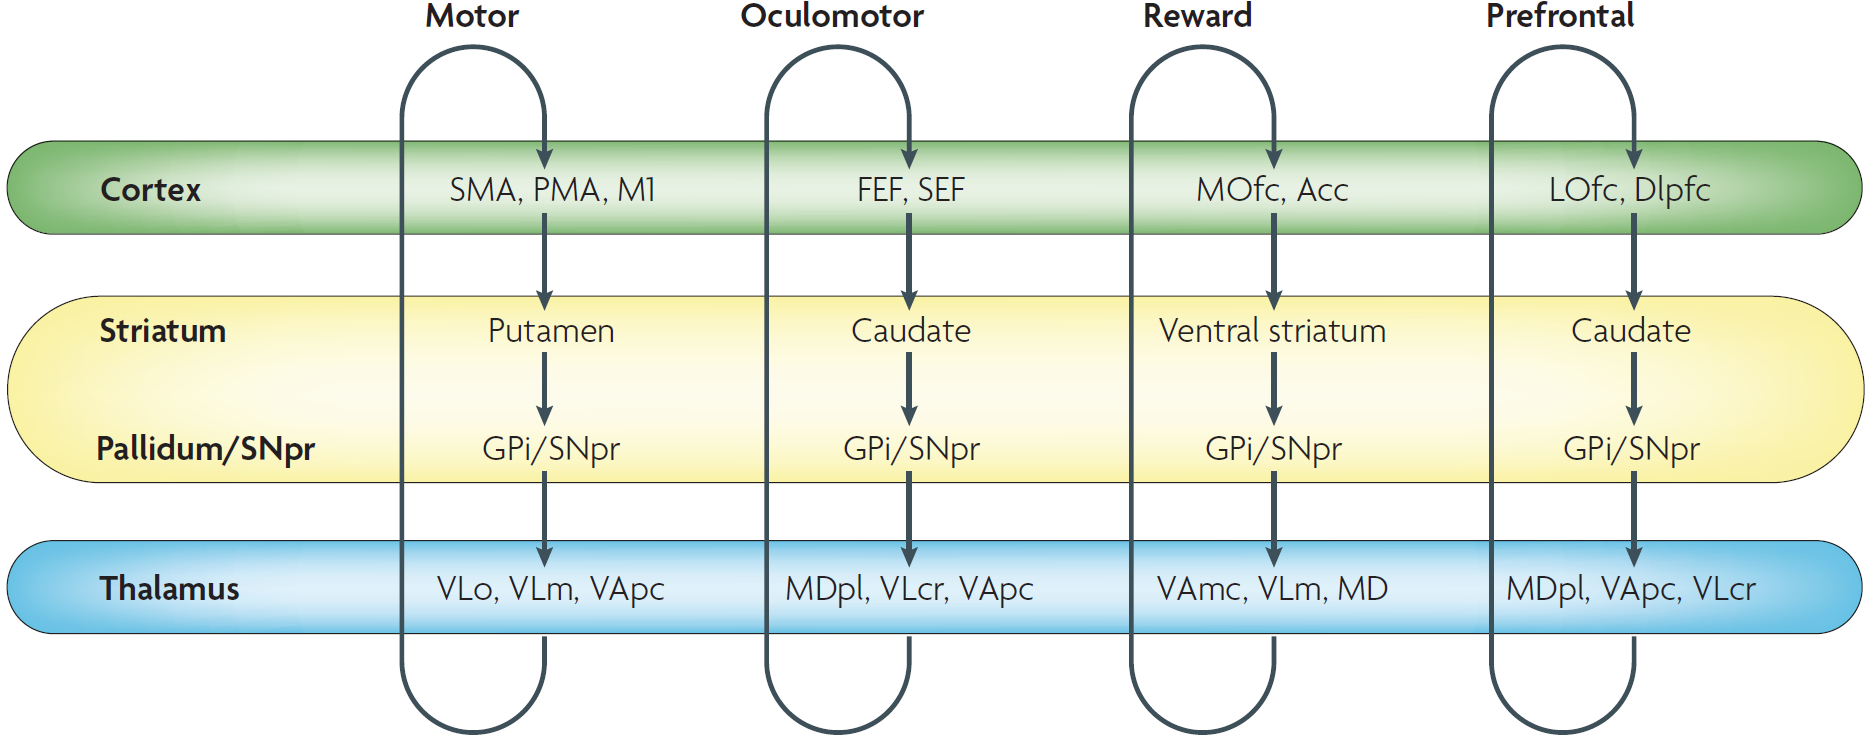 Motor Oculomotor Reward Prefrontal
Cortex SMA, PMA, M1 FEF, SEF MOfc, Acc LOfc, Dlpfc
Striatum Putamen Caudate Ventral striatum Caudate
Pallidum/SNpr GPi/SNpr GPi/SNpr GPi/SNpr GPi/SNpr
Thalamus VLo, VLm, VApc MDpl, VLcr, VApc VAmc, VLm, MD MDpl, VApc, VLcr